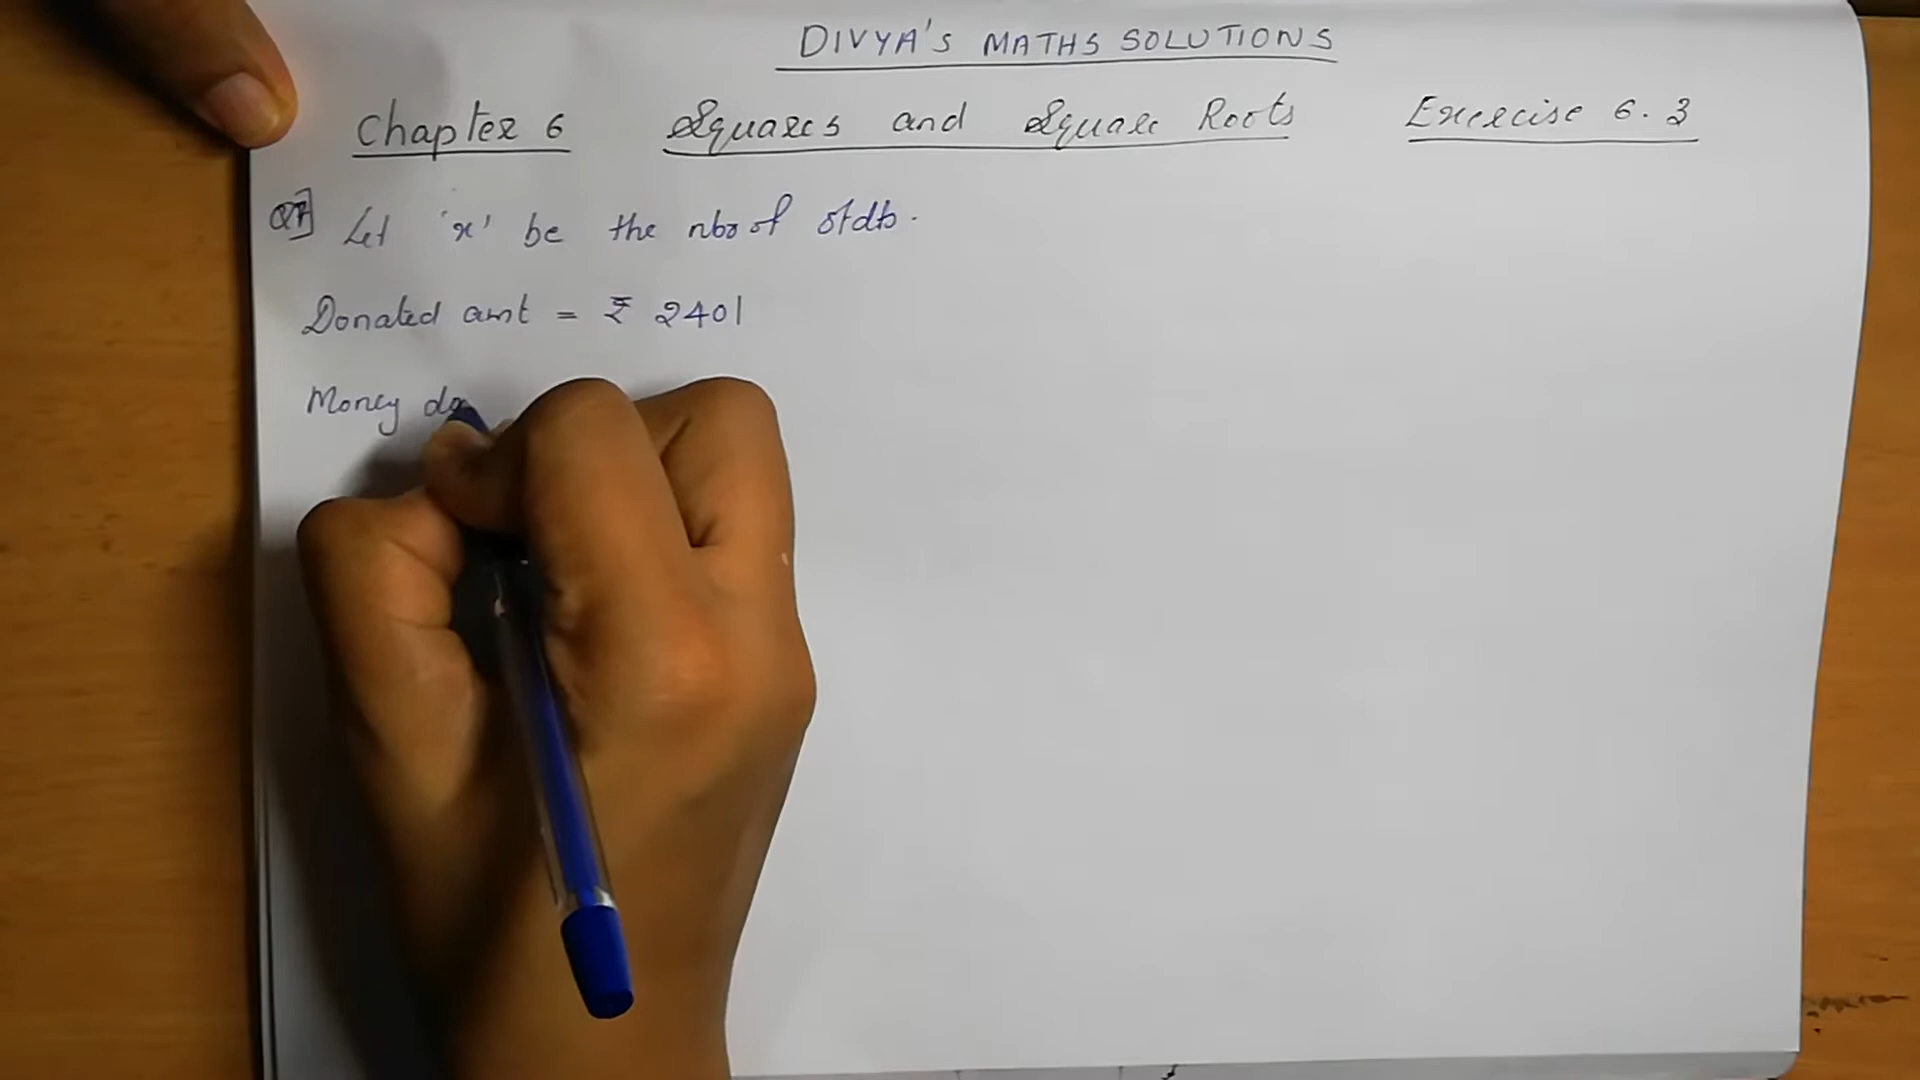 DIVYA'S MATHS SOLUTIONS
Chapter 6 Squares and Square Roots Exercise 6.3
Q7] Let 'x' be the nbr of stdts.
Donated amt = ₹ 2401
Money do